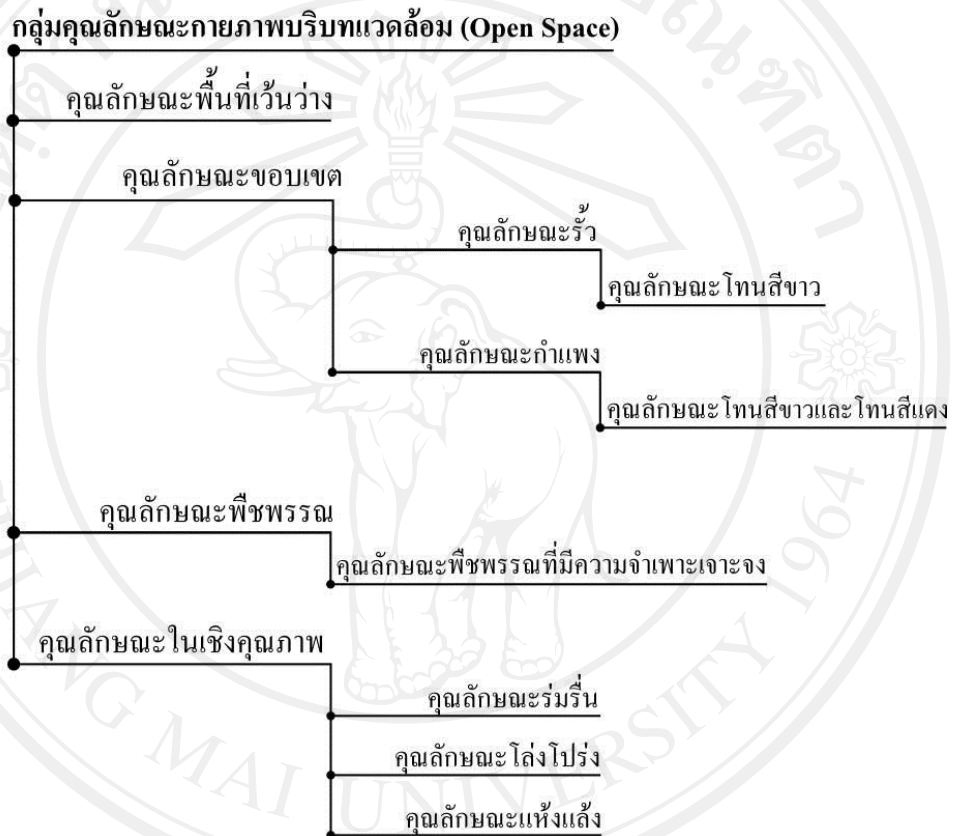 กลุ่มคุณลักษณะกายภาพบริบทแวดล้อม (Open Space)
คุณลักษณะพื้นที่เว้นว่าง
คุณลักษณะขอบเขต
คุณลักษณะรั้ว
คุณลักษณะโทนสีขาว
คุณลักษณะกำแพง
คุณลักษณะโทนสีขาวและโทนสีแดง
คุณลักษณะพืชพรรณ
คุณลักษณะพืชพรรณที่มีความจำเพาะเจาะจง
คุณลักษณะในเชิงคุณภาพ
คุณลักษณะร่มรื่น
คุณลักษณะโล่งโปร่ง
คุณลักษณะแห้งแล้ง
MAI UNIVERSITY 1964